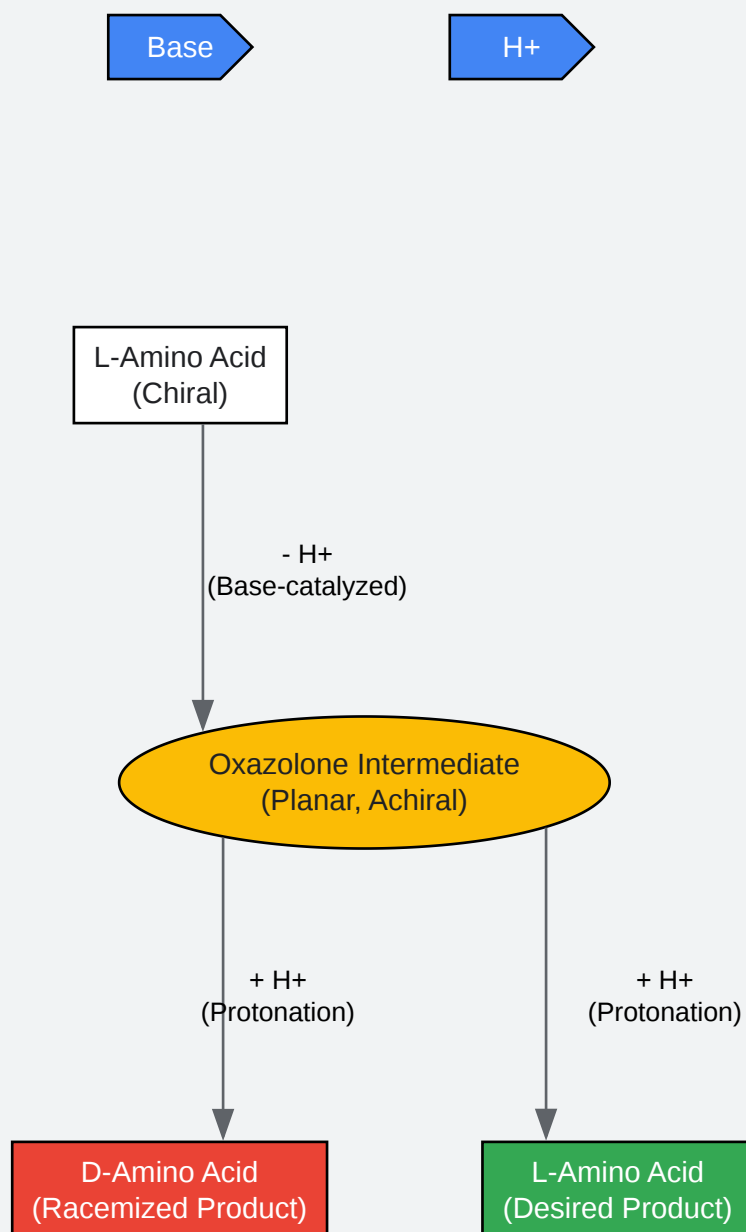 Base
H+
L-Amino Acid
(Chiral)
- H+
(Base-catalyzed)
Oxazolone Intermediate
(Planar, Achiral)
+ H+
(Protonation)
+ H+
(Protonation)
D-Amino Acid
(Racemized Product)
L-Amino Acid
(Desired Product)